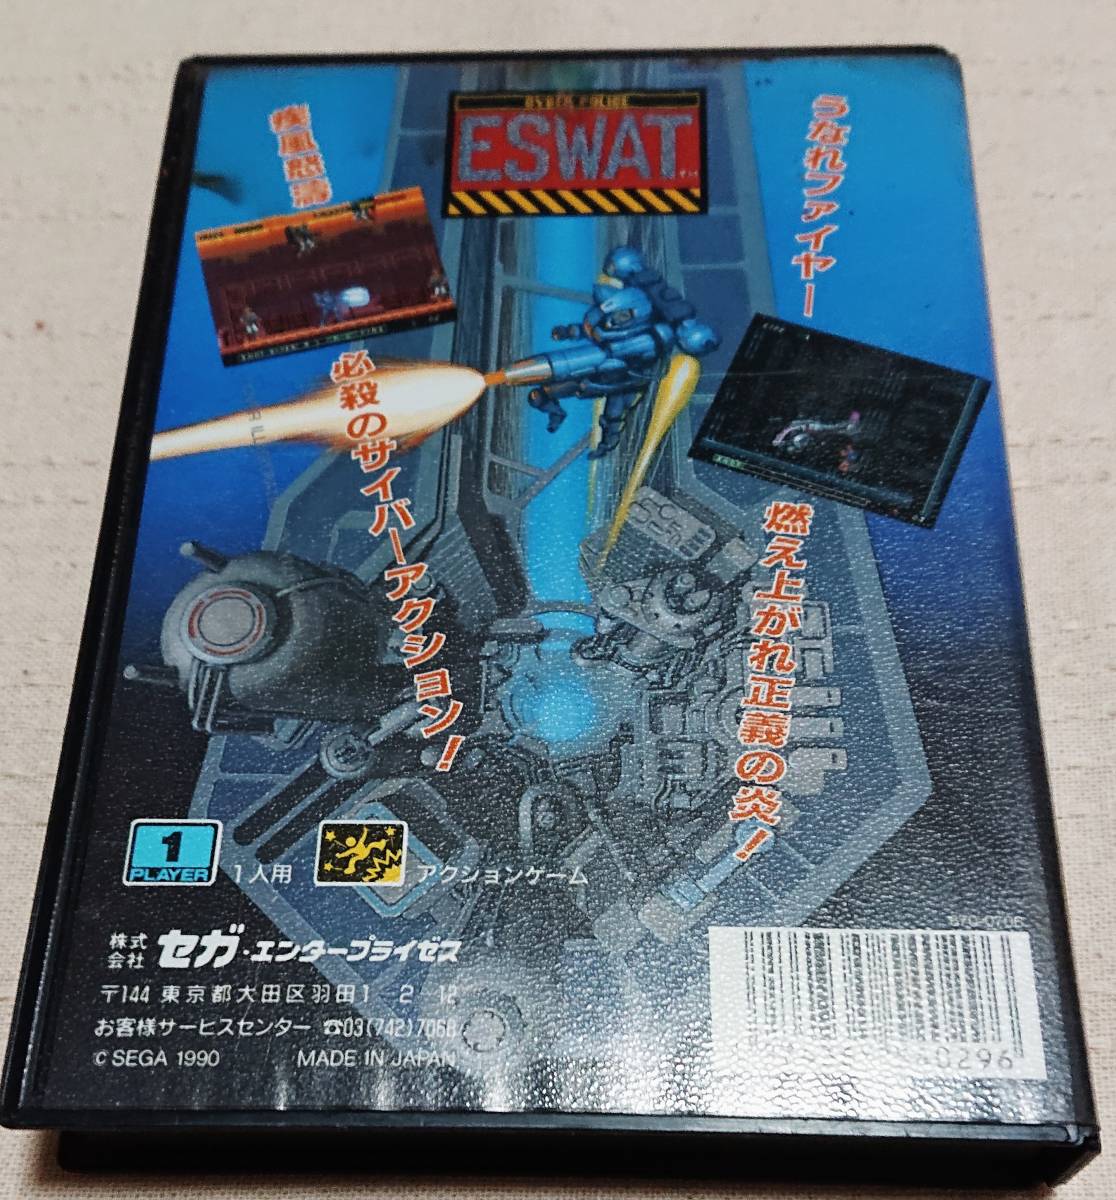 CYBER POLICE
ESWAT
疾風怒濤
うなれファイヤー
必殺のサイバーアクション!
燃え上がれ正義の炎!
1
PLAYER
1人用
アクションゲーム
670-0706
株式会社 セガ・エンタープライゼス
〒144 東京都大田区羽田1 2 12
お客様サービスセンター ☎03(742)7068
© SEGA 1990 MADE IN JAPAN
0296